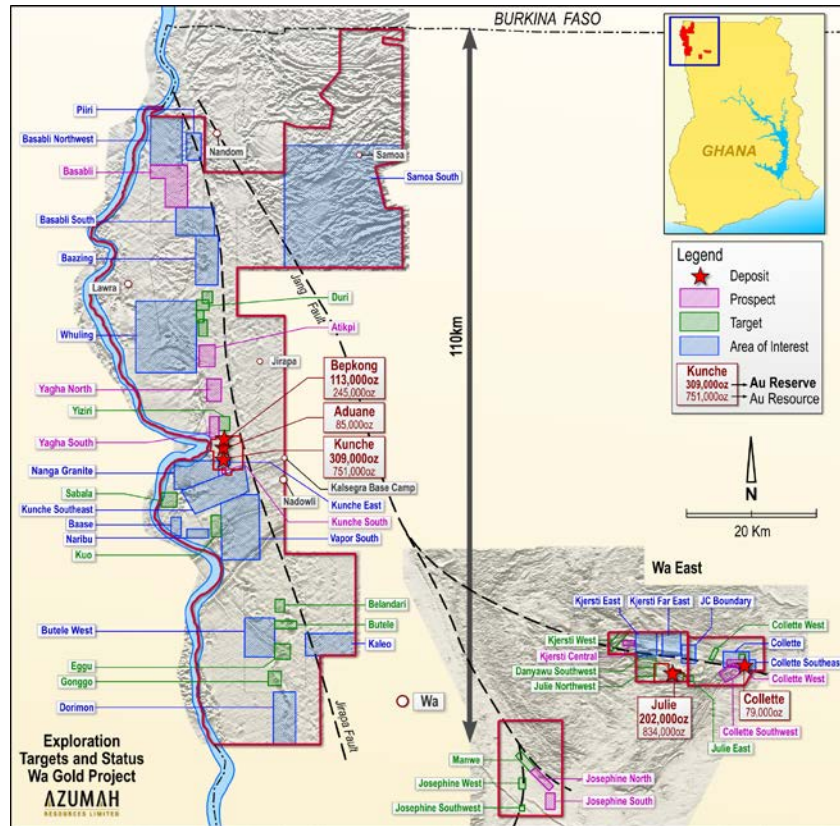 BURKINA FASO
GHANA
Piiri
Basabli Northwest
Nandom
Basabli
Samoa
Samoa South
Basabli South
Baazing
Lawra
Duri
Jang Fault
Whuling
Atikpi
110km
Jirapa
Yagha North
Bepkong
113,000oz
245,000oz
Yiziri
Aduane
85,000oz
Yagha South
Kunche
309,000oz
751,000oz
Nanga Granite
Kalsegra Base Camp
Sabala
Nadowli
Kunche East
Kunche Southeast
Kunche South
Baase
Naribu
Vapor South
Kuo
Legend
Deposit
Prospect
Target
Area of Interest
Kunche
309,000oz
Au Reserve
751,000oz
Au Resource
N
20 Km
Wa East
Belandari
Butele West
Butele
Kaleo
Eggu
Gonggo
Dorimon
Jirapa Fault
Wa
Kjersti East
Kjersti Far East
JC Boundary
Collette West
Kjersti West
Collette
Kjersti Central
Collette Southeast
Danyawu Southwest
Collette West
Julie Northwest
Julie
202,000oz
834,000oz
Collette
79,000oz
Collette Southwest
Julie East
Manwe
Josephine North
Josephine West
Josephine South
Josephine Southwest
Exploration
Targets and Status
Wa Gold Project
AZUMAH
RESOURCES LIMITED